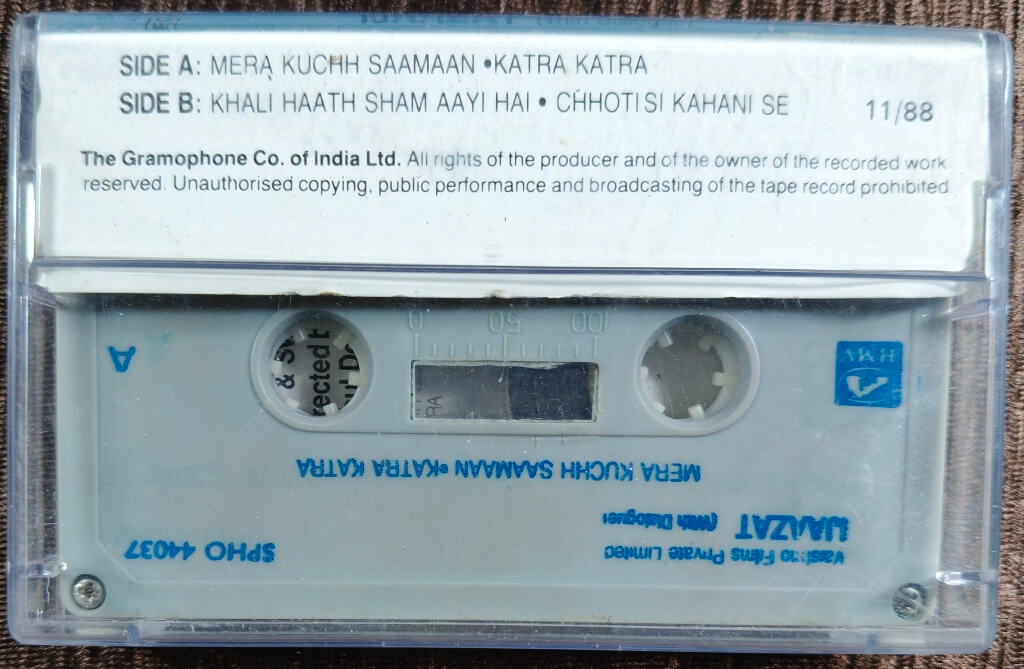 SIDE A: MERA KUCHH SAAMAAN •KATRA KATRA
SIDE B: KHALI HAATH SHAM AAYI HAI • CHHOTI SI KAHANI SE 11/88
The Gramophone Co. of India Ltd. All rights of the producer and of the owner of the recorded work
reserved. Unauthorised copying, public performance and broadcasting of the tape record prohibited.
100 50 0
A
HMV
& S
rected b
RA
MERA KUCHH SAAMAAN •KATRA KATRA
IJAAZAT (With Dialogue)
Films Private Limited
SPHO 44037